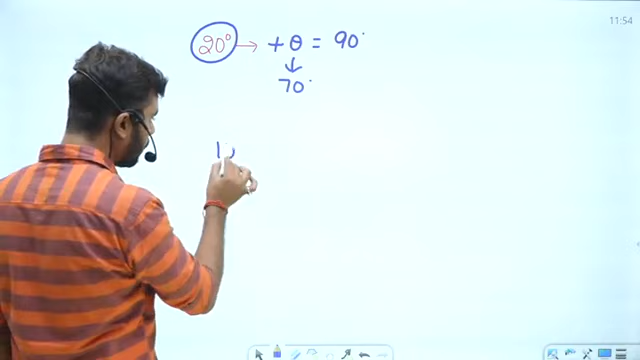 11:54
20° → + θ = 90°
↓
70°